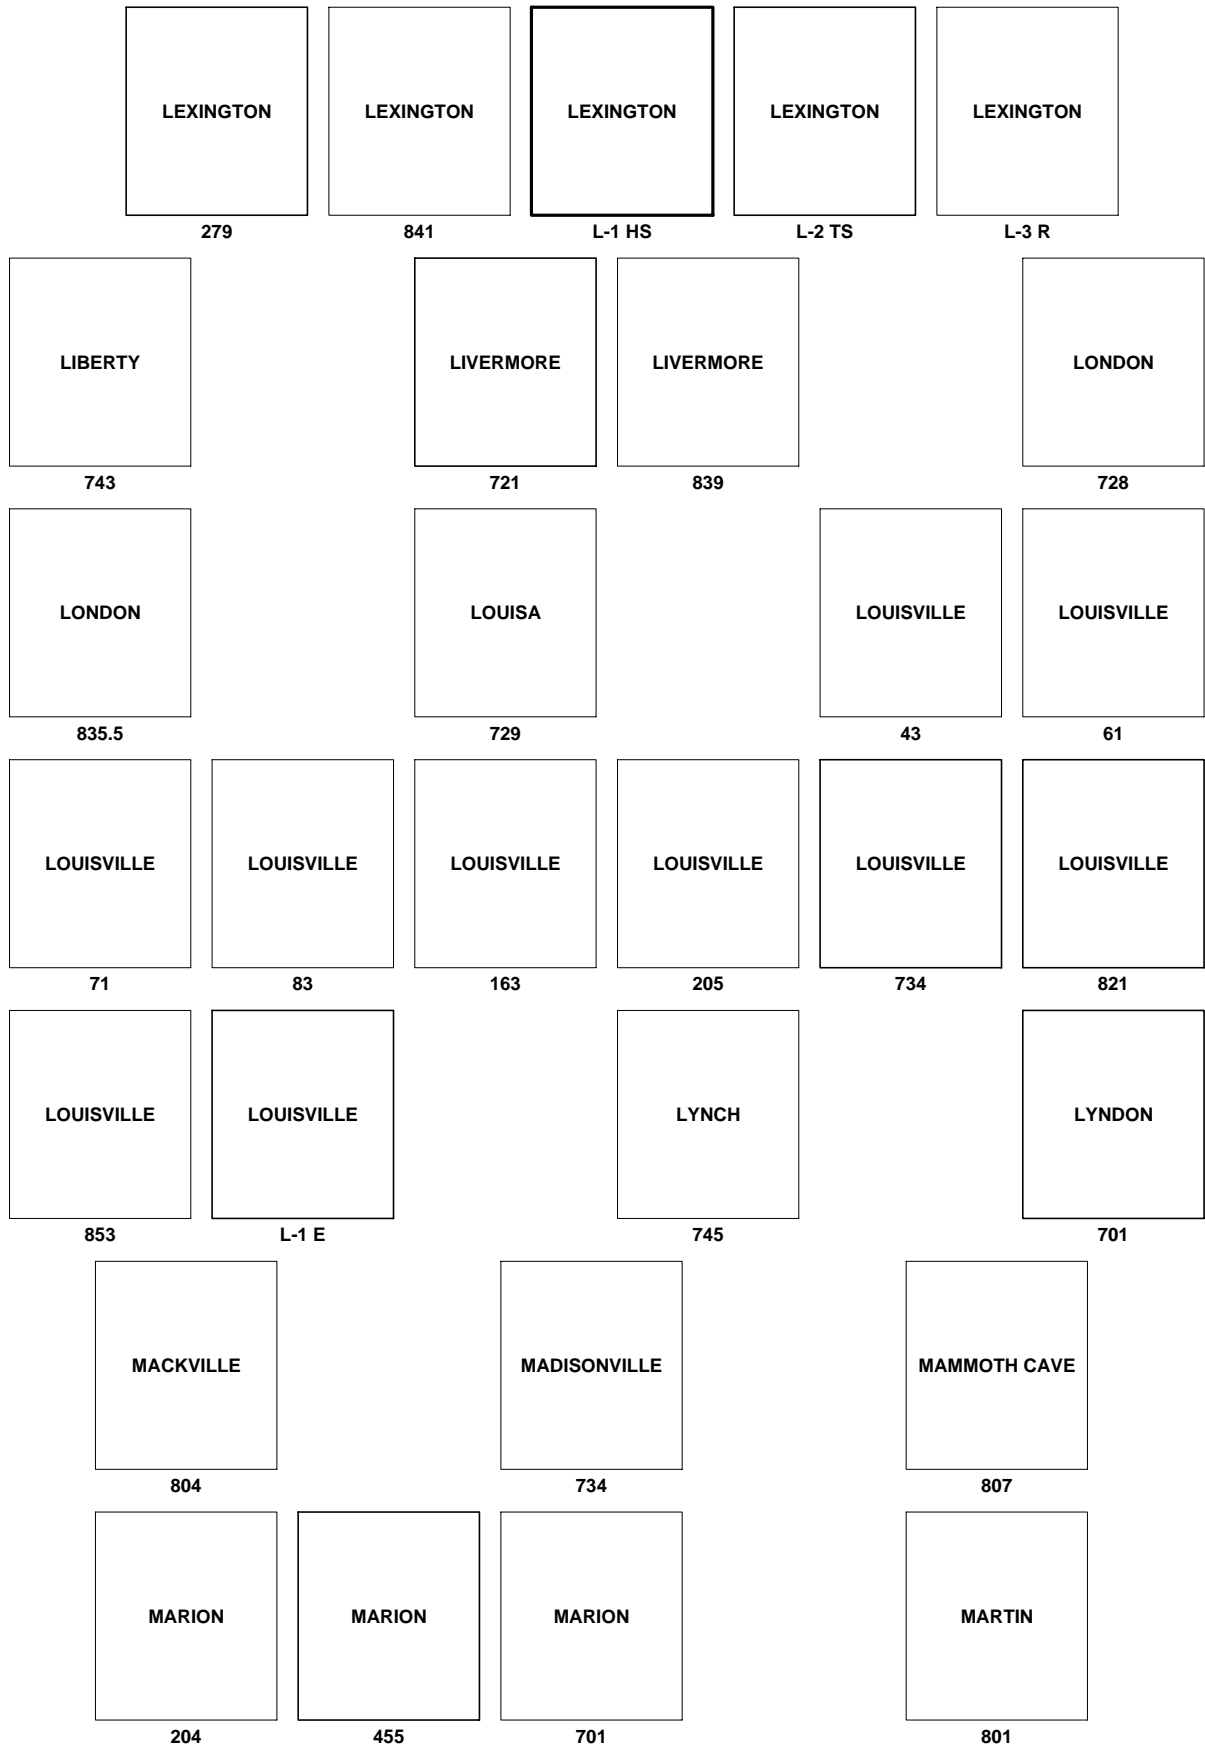 LEXINGTON LEXINGTON LEXINGTON LEXINGTON LEXINGTON
279 841 L-1 HS L-2 TS L-3 R
LIBERTY LIVERMORE LIVERMORE LONDON
743 721 839 728
LONDON LOUISA LOUISVILLE LOUISVILLE
835.5 729 43 61
LOUISVILLE LOUISVILLE LOUISVILLE LOUISVILLE LOUISVILLE LOUISVILLE
71 83 163 205 734 821
LOUISVILLE LOUISVILLE LYNCH LYNDON
853 L-1 E 745 701
MACKVILLE MADISONVILLE MAMMOTH CAVE
804 734 807
MARION MARION MARION MARTIN
204 455 701 801